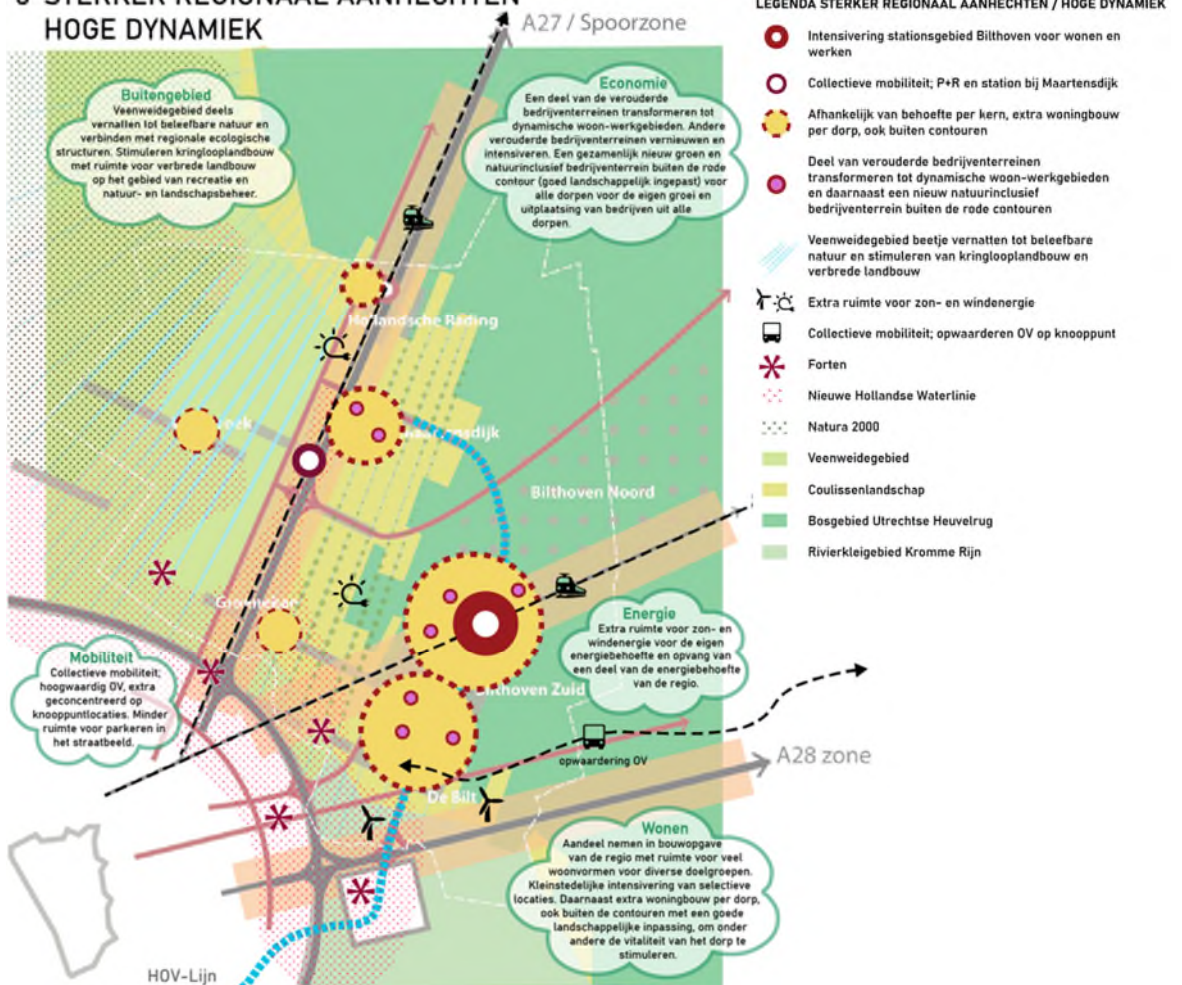 STERKER REGIONAAL AANHECHTEN
HOGE DYNAMIEK
A27 / Spoorzone
Buitengebied
Veenweidegebied deels
vernatten tot beleefbare natuur en
verbinden met regionale ecologische
structuren. Stimuleren kringlooplandbouw
met ruimte voor verbrede landbouw
op het gebied van recreatie en
natuur- en landschapsbeheer.
Economie
Een deel van de verouderde
bedrijventerreinen transformeren tot
dynamische woon-werkgebieden. Andere
verouderde bedrijventerreinen vernieuwen en
intensiveren. Een gezamenlijk nieuw groen en
natuurinclusief bedrijventerrein buiten de rode
contour (goed landschappelijk ingepast) voor
alle dorpen voor de eigen groei en
uitplaatsing van bedrijven uit alle
dorpen.
Hollandsche Rading
Bilthoven Noord
Energie
Extra ruimte voor zon- en
windenergie voor de eigen
energiebehoefte en opvang van
een deel van de energiebehoefte
van de regio.
Mobiliteit
Collectieve mobiliteit;
hoogwaardig OV, extra
geconcentreerd op
knooppuntlocaties. Minder
ruimte voor parkeren in
het straatbeeld.
Bilthoven Zuid
opwaardering OV
A28 zone
De Bilt
Wonen
Aandeel nemen in bouwopgave
van de regio met ruimte voor veel
woonvormen voor diverse doelgroepen.
Kleinstedelijke intensivering van selectieve
locaties. Daarnaast extra woningbouw per dorp,
ook buiten de contouren met een goede
landschappelijke inpassing, om onder
andere de vitaliteit van het dorp te
stimuleren.
HOV-Lijn
LEGENDA STERKER REGIONAAL AANHECHTEN / HOGE DYNAMIEK
Intensivering stationsgebied Bilthoven voor wonen en
werken
Collectieve mobiliteit; P+R en station bij Maartensdijk
Afhankelijk van behoefte per kern, extra woningbouw
per dorp, ook buiten contouren
Deel van verouderde bedrijventerreinen
transformeren tot dynamische woon-werkgebieden
en daarnaast een nieuw natuurinclusief
bedrijventerrein buiten de rode contouren
Veenweidegebied beetje vernatten tot beleefbare
natuur en stimuleren van kringlooplandbouw en
verbrede landbouw
Extra ruimte voor zon- en windenergie
Collectieve mobiliteit; opwaarderen OV op knooppunt
Forten
Nieuwe Hollandse Waterlinie
Natura 2000
Veenweidegebied
Coulissenlandschap
Bosgebied Utrechtse Heuvelrug
Rivierkleigebied Kromme Rijn